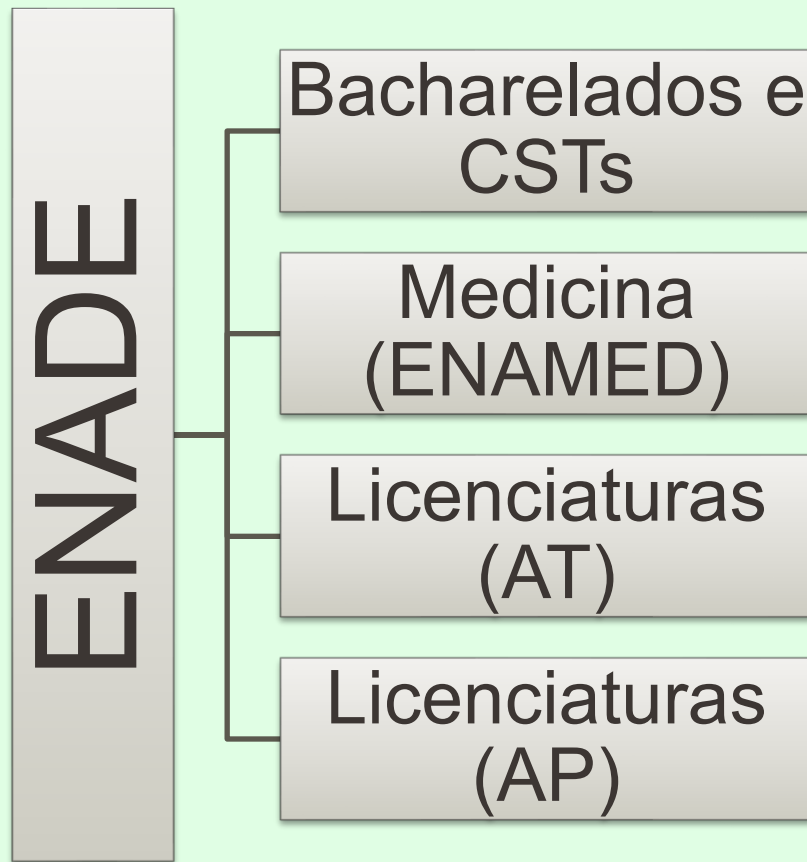 ENADE
Bacharelados e
CSTs
Medicina
(ENAMED)
Licenciaturas
(AT)
Licenciaturas
(AP)